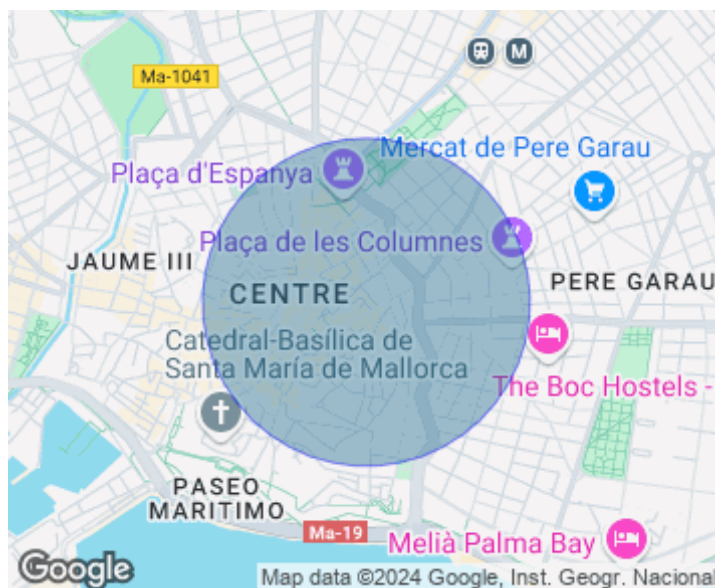 M
Ma-1041
Mercat de Pere Garau
Plaça d'Espanya
Plaça de les Columnes
JAUME III
PERE GARAU
CENTRE
Catedral-Basílica de
Santa María de Mallorca
The Boc Hostels -
PASEO
MARITIMO
Ma-19
Melià Palma Bay
Google
Map data ©2024 Google, Inst. Geogr. Nacional